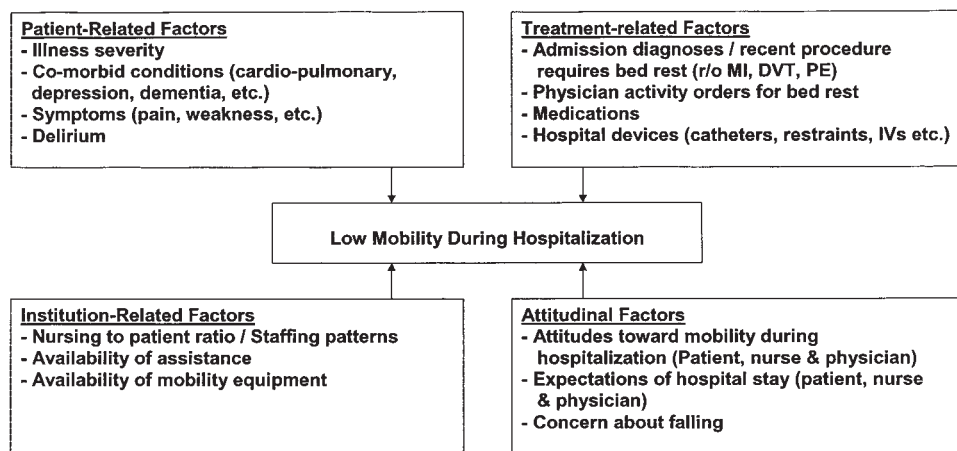 Patient-Related Factors
- Illness severity
- Co-morbid conditions (cardio-pulmonary,
depression, dementia, etc.)
- Symptoms (pain, weakness, etc.)
- Delirium
Treatment-related Factors
- Admission diagnoses / recent procedure
requires bed rest (r/o MI, DVT, PE)
- Physician activity orders for bed rest
- Medications
- Hospital devices (catheters, restraints, IVs etc.)
Low Mobility During Hospitalization
Institution-Related Factors
- Nursing to patient ratio / Staffing patterns
- Availability of assistance
- Availability of mobility equipment
Attitudinal Factors
- Attitudes toward mobility during
hospitalization (Patient, nurse & physician)
- Expectations of hospital stay (patient, nurse
& physician)
- Concern about falling